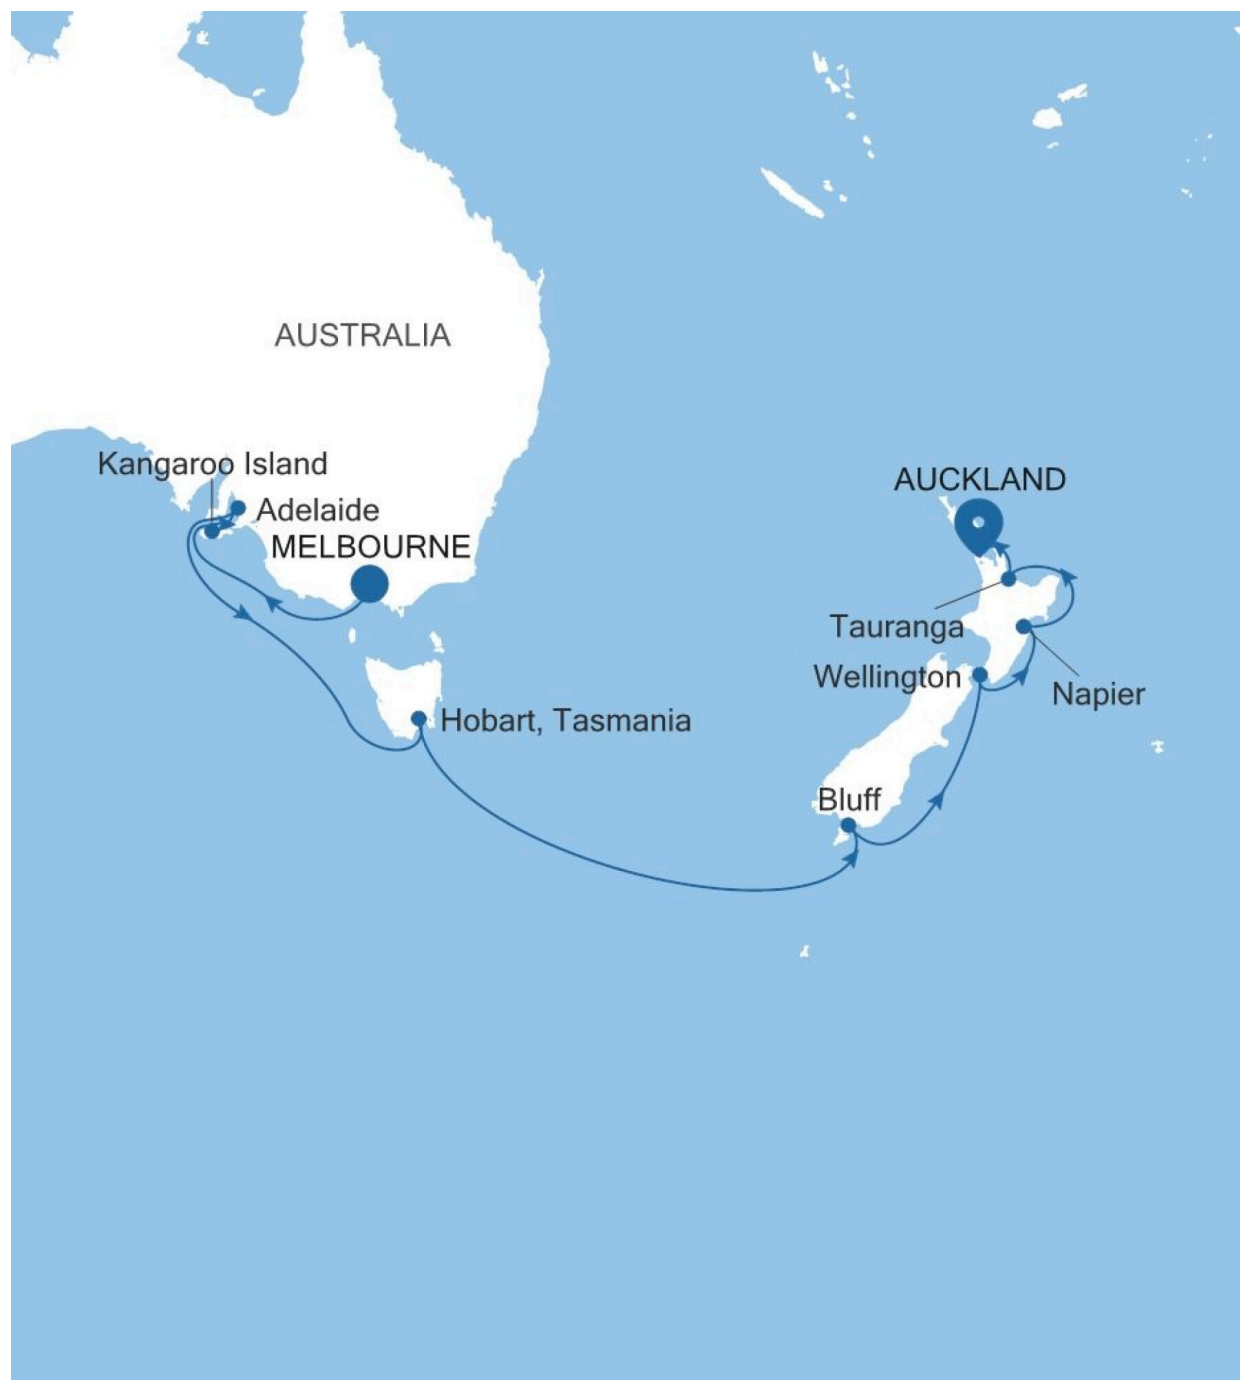 AUSTRALIA
Kangaroo Island
AUCKLAND
Adelaide
MELBOURNE
Tauranga
Wellington
Napier
Hobart, Tasmania
Bluff